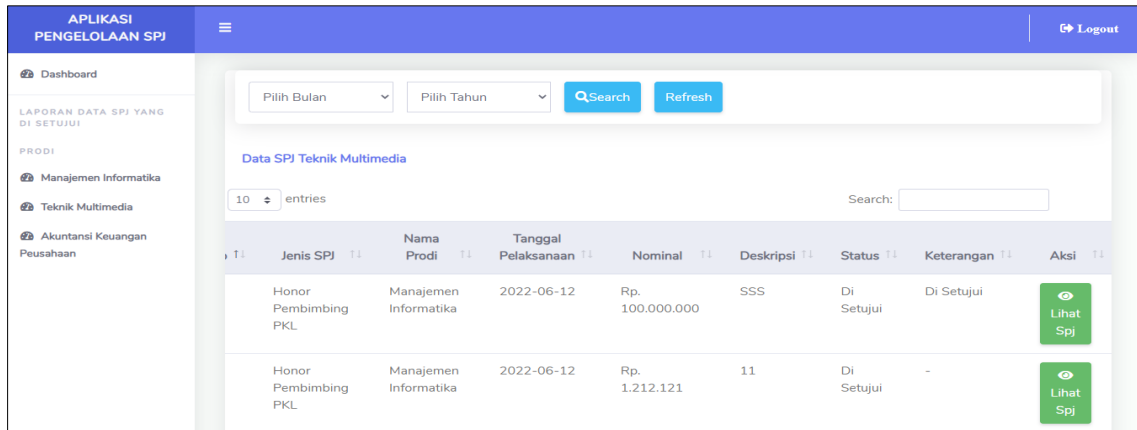 APLIKASI
PENGELOLAAN SPJ
Logout
Dashboard
LAPORAN DATA SPJ YANG
DI SETUJUI
PRODI
Manajemen Informatika
Teknik Multimedia
Akuntansi Keuangan
Peusahaan
Pilih Bulan Pilih Tahun Search Refresh
Data SPJ Teknik Multimedia
10 entries Search:
Jenis SPJ Nama Prodi Tanggal Pelaksanaan Nominal Deskripsi Status Keterangan Aksi
Honor Manajemen 2022-06-12 Rp. SSS Di Di Setujui
Pembimbing Informatika 100.000.000 Setujui Lihat
PKL Spj
Honor Manajemen 2022-06-12 Rp. 11 Di -
Pembimbing Informatika 1.212.121 Setujui Lihat
PKL Spj